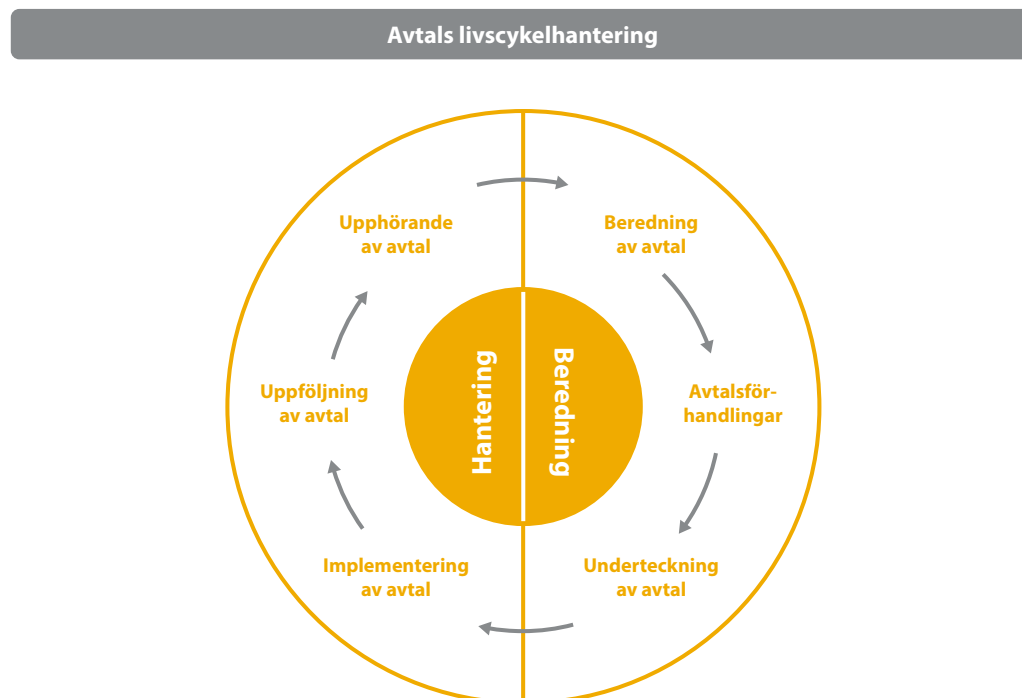 Avtals livscykelhantering
Upphörande
av avtal
Beredning
av avtal
Uppföljning
av avtal
Hantering
Beredning
Avtalsför-
handlingar
Implementering
av avtal
Underteckning
av avtal